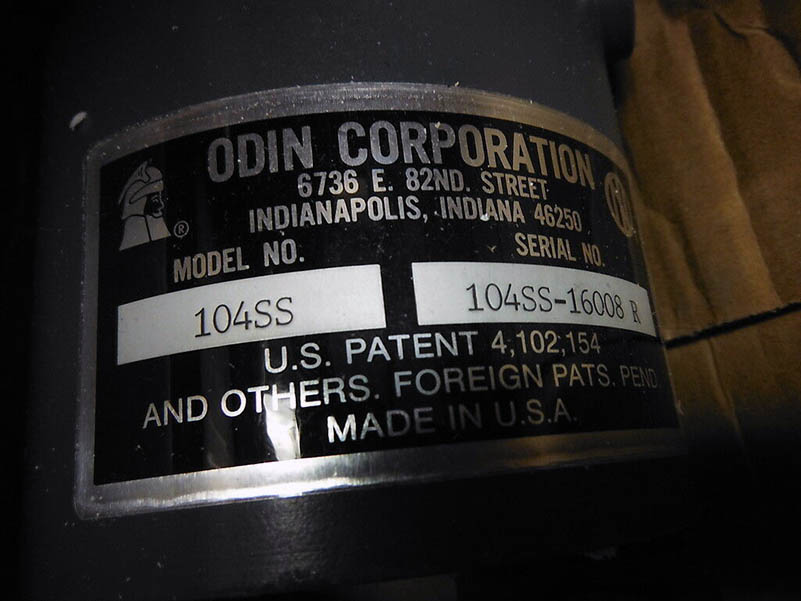 ODIN CORPORATION
6736 E. 82ND. STREET
INDIANAPOLIS, INDIANA 46250
®
MODEL NO. SERIAL NO.
104SS 104SS-16008 R
U.S. PATENT 4,102,154
AND OTHERS. FOREIGN PATS. PEND
MADE IN U.S.A.